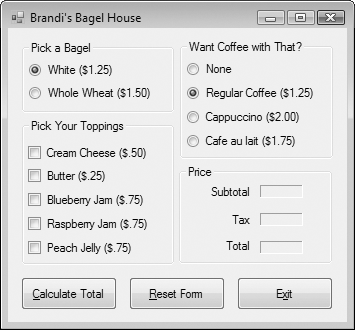 Brandi's Bagel House
Pick a Bagel
White ($1.25)
Whole Wheat ($1.50)
Pick Your Toppings
Cream Cheese ($.50)
Butter ($.25)
Blueberry Jam ($.75)
Raspberry Jam ($.75)
Peach Jelly ($.75)
Want Coffee with That?
None
Regular Coffee ($1.25)
Cappuccino ($2.00)
Cafe au lait ($1.75)
Price
Subtotal
Tax
Total
Calculate Total
Reset Form
Exit